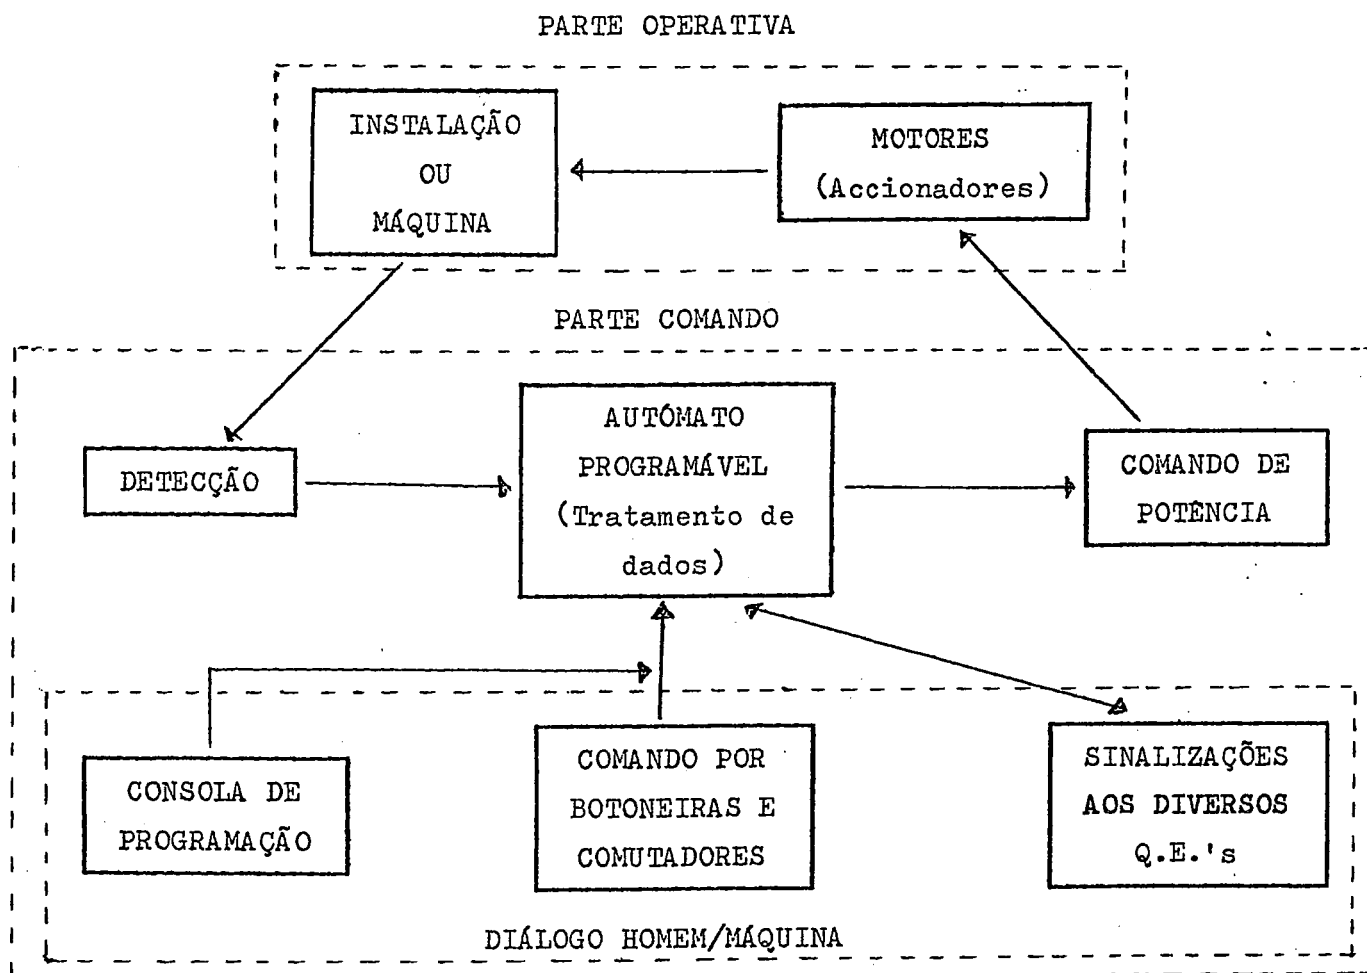 PARTE OPERATIVA
INSTALAÇÃO
OU
MÁQUINA
MOTORES
(Accionadores)
PARTE COMANDO
DETECÇÃO
AUTÓMATO
PROGRAMÁVEL
(Tratamento de
dados)
COMANDO DE
POTÊNCIA
CONSOLA DE
PROGRAMAÇÃO
COMANDO POR
BOTONEIRAS E
COMUTADORES
SINALIZAÇÕES
AOS DIVERSOS
Q.E.'s
DIÁLOGO HOMEM/MÁQUINA